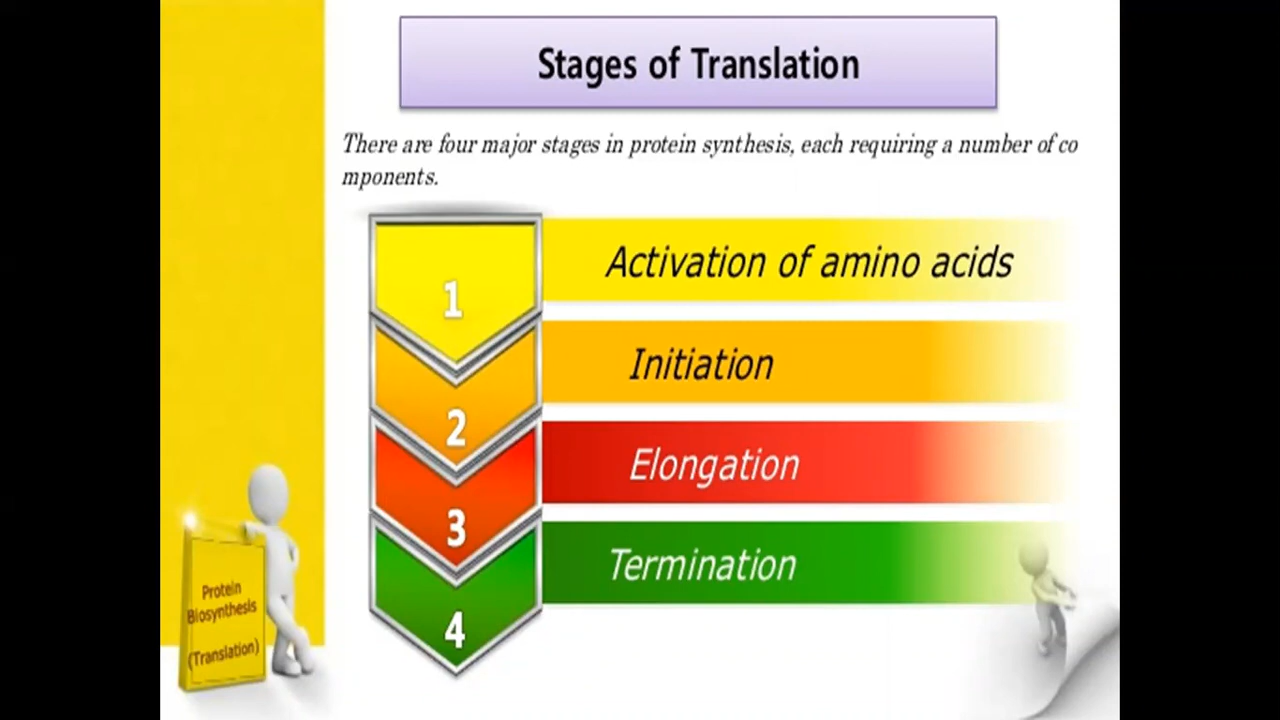 Stages of Translation
There are four major stages in protein synthesis, each requiring a number of co
mponents.
1
Activation of amino acids
2
Initiation
3
Elongation
4
Termination
Protein
Biosynthesis
(Translation)